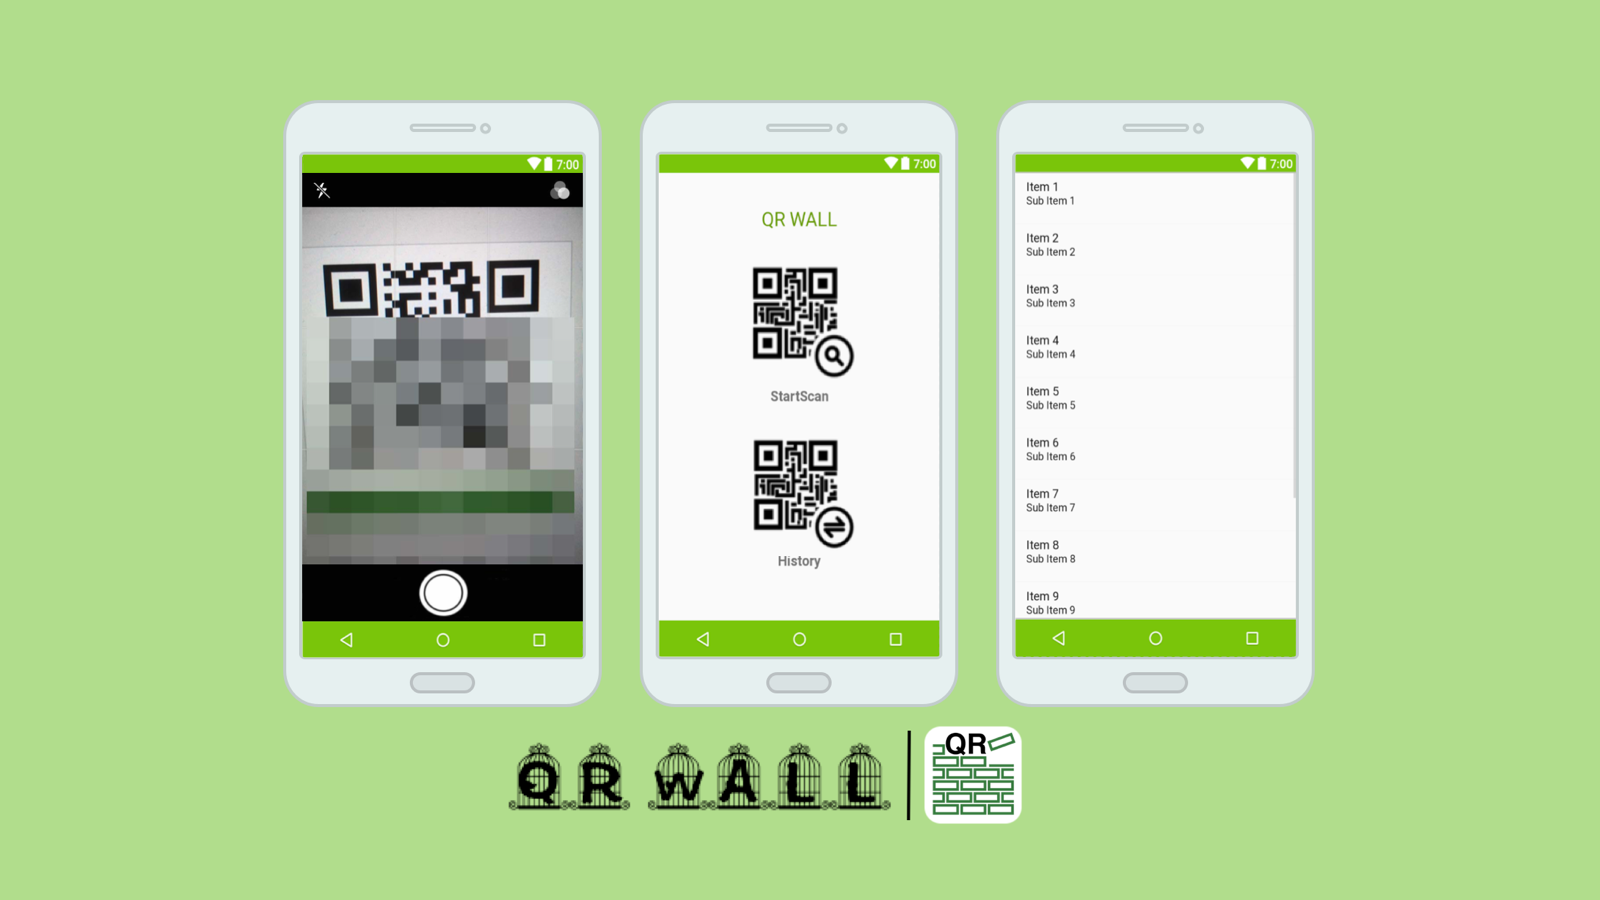 7:00
7:00
QR WALL
StartScan
History
7:00
Item 1
Sub Item 1
Item 2
Sub Item 2
Item 3
Sub Item 3
Item 4
Sub Item 4
Item 5
Sub Item 5
Item 6
Sub Item 6
Item 7
Sub Item 7
Item 8
Sub Item 8
Item 9
Sub Item 9
QR WALL
QR